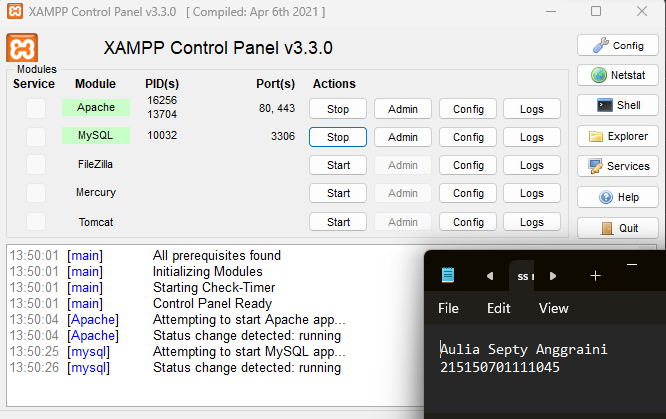 XAMPP Control Panel v3.3.0 [ Compiled: Apr 6th 2021 ]
XAMPP Control Panel v3.3.0
Config
Modules
Service Module PID(s) Port(s) Actions
Netstat
Apache 16256 13704 80, 443 Stop Admin Config Logs
Shell
MySQL 10032 3306 Stop Admin Config Logs
Explorer
FileZilla Start Admin Config Logs
Services
Mercury Start Admin Config Logs
Help
Tomcat Start Admin Config Logs
Quit
13:50:01 [main] All prerequisites found
13:50:01 [main] Initializing Modules
13:50:01 [main] Starting Check-Timer
13:50:01 [main] Control Panel Ready
13:50:04 [Apache] Attempting to start Apache app...
13:50:04 [Apache] Status change detected: running
13:50:25 [mysql] Attempting to start MySQL app...
13:50:26 [mysql] Status change detected: running
ss
File Edit View
Aulia Septy Anggraini
215150701111045